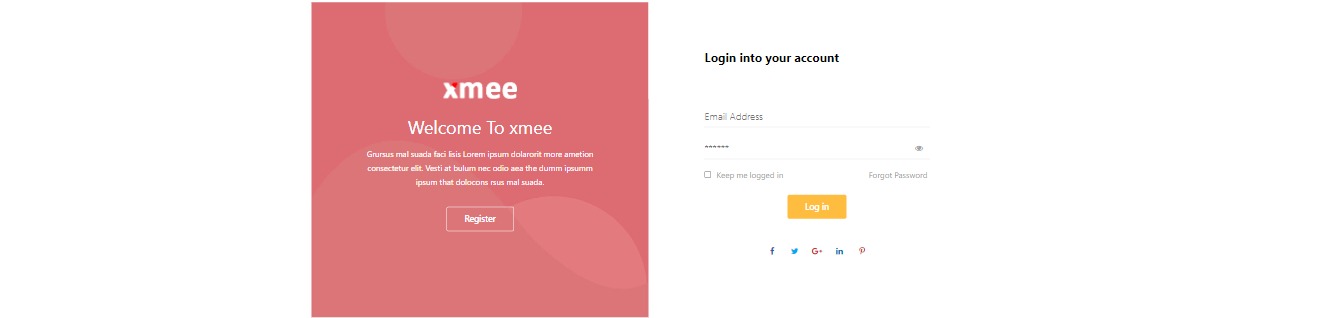 xmee
Welcome To xmee
Grursus mal suada faci lisis Lorem ipsum dolarorit more ametion
consectetur elit. Vesti at bulum nec odio aea the dumm ipsumm
ipsum that dolocons rsus mal suada.
Register
Login into your account
Email Address
******
Keep me logged in
Forgot Password
Log in